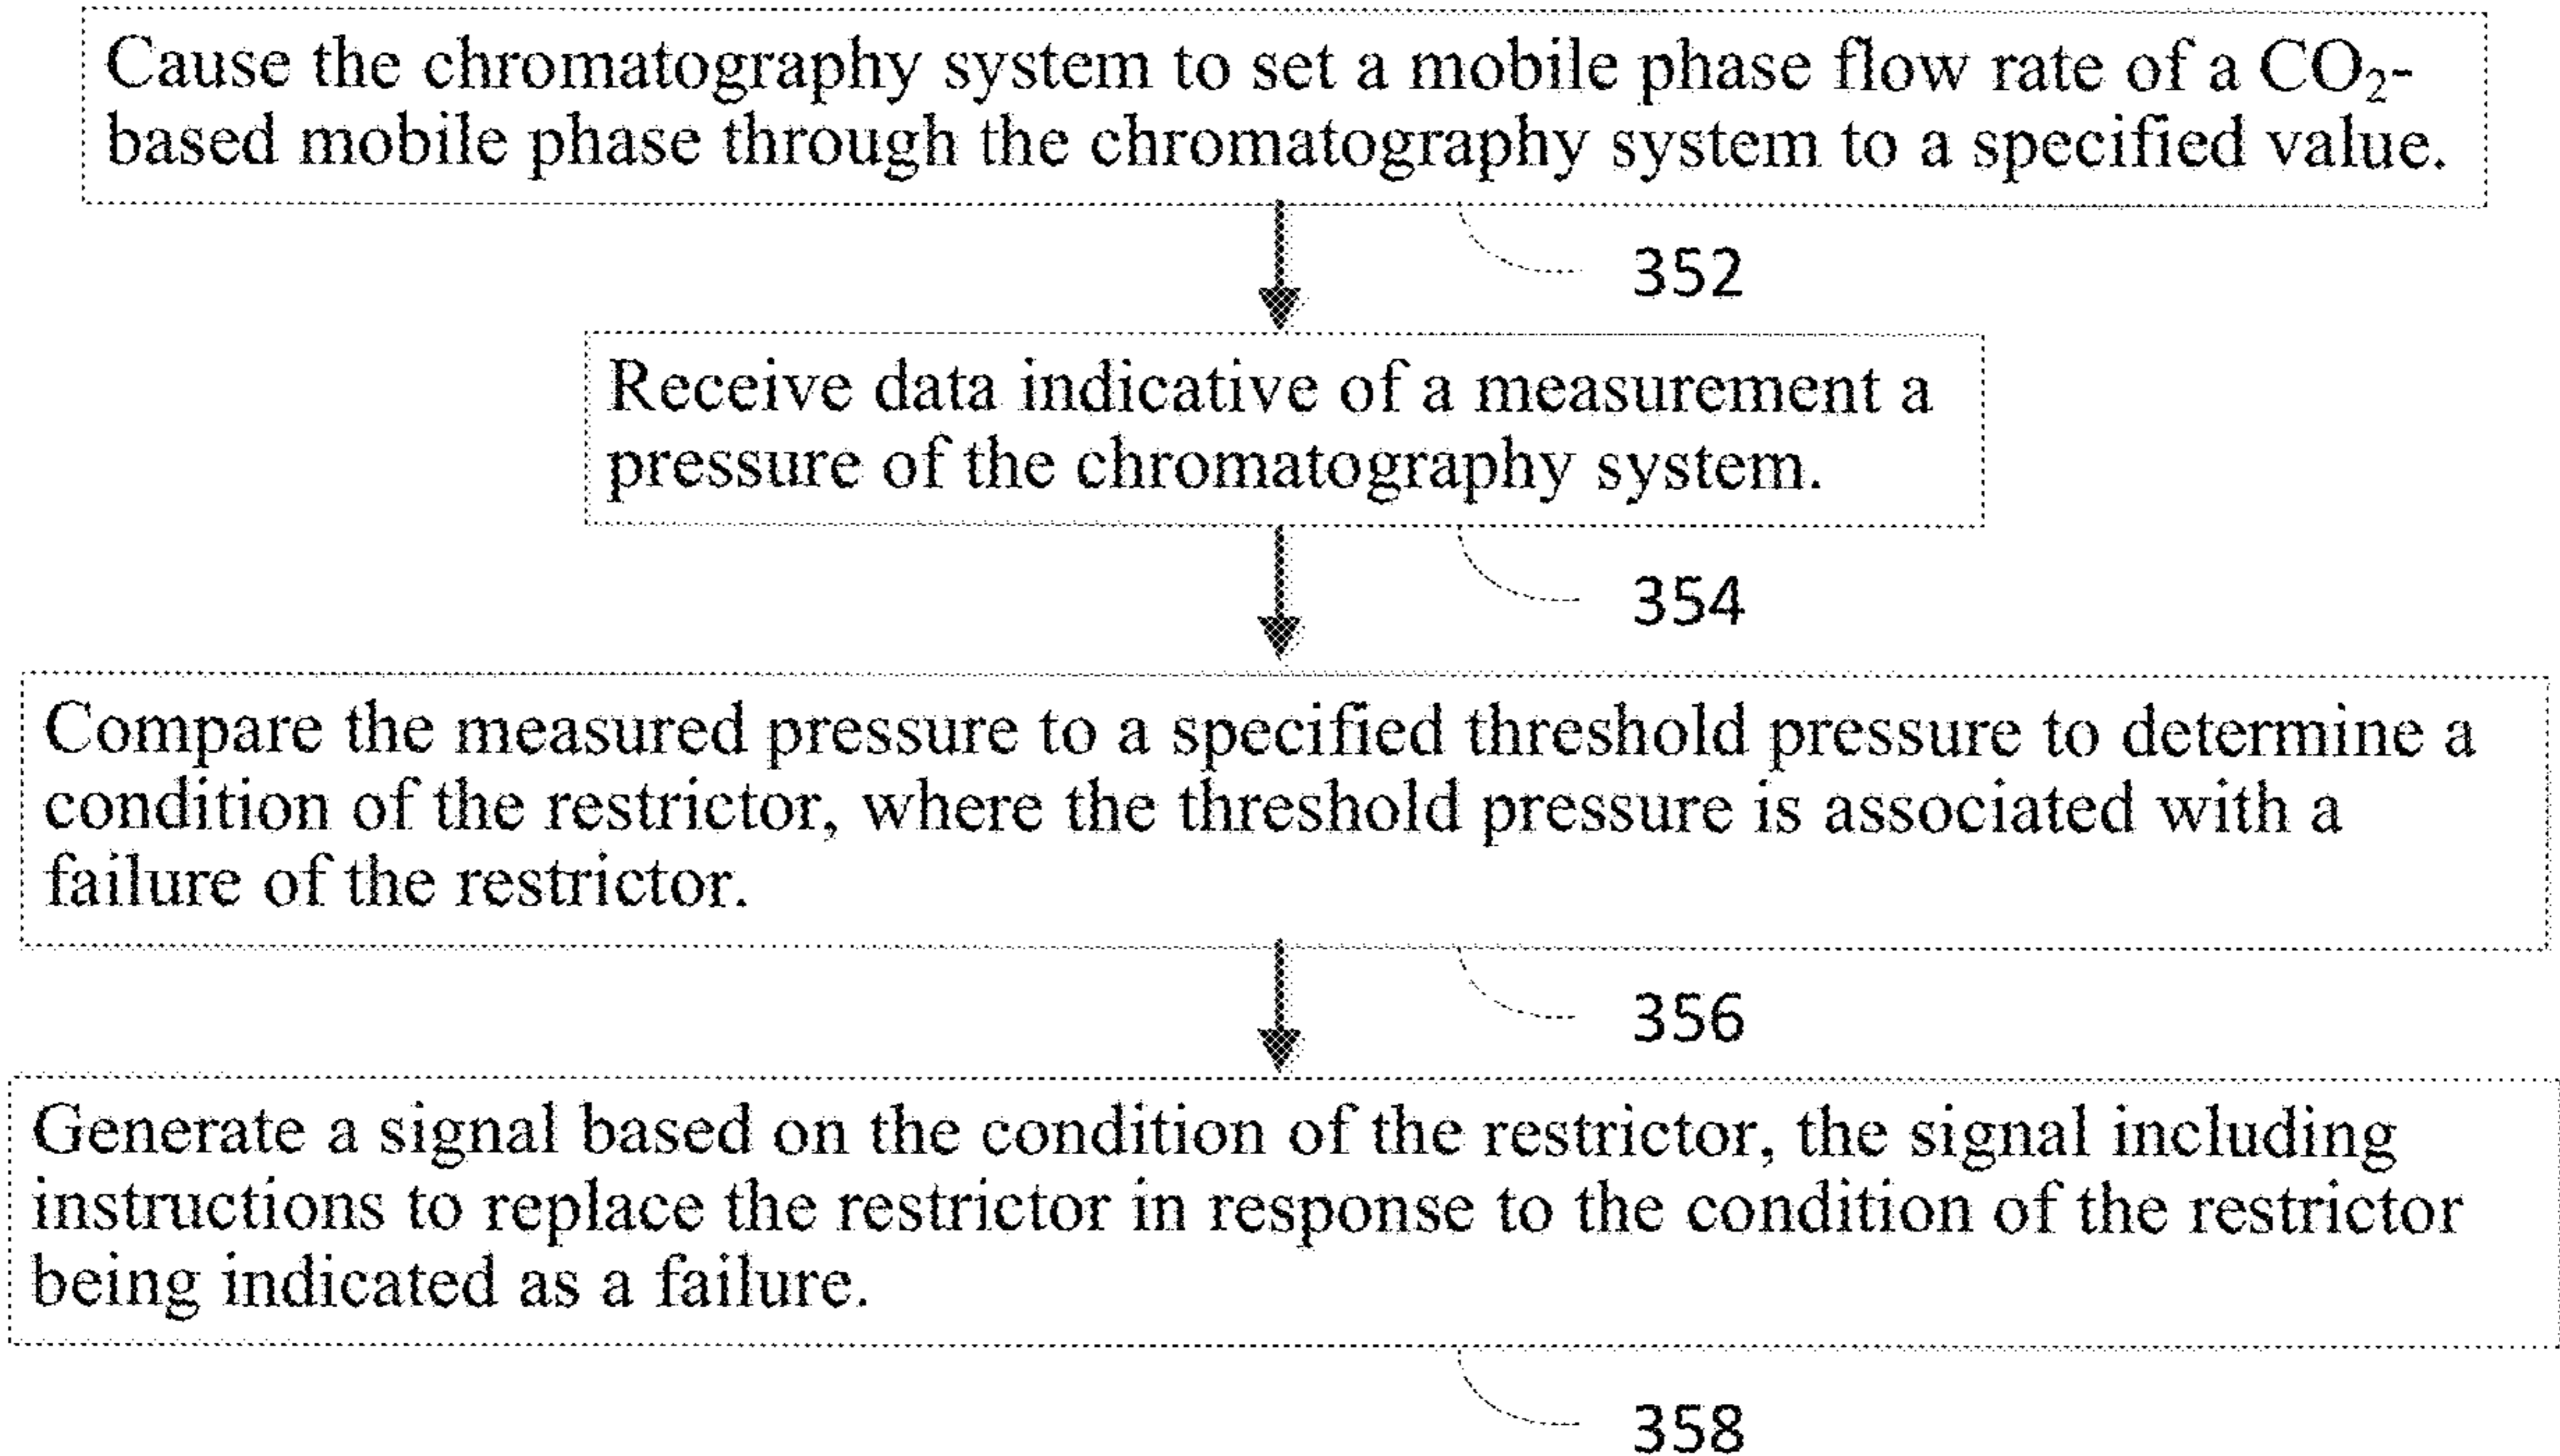 Cause the chromatography system to set a mobile phase flow rate of a CO₂-
based mobile phase through the chromatography system to a specified value.
352
Receive data indicative of a measurement a
pressure of the chromatography system.
354
Compare the measured pressure to a specified threshold pressure to determine a
condition of the restrictor, where the threshold pressure is associated with a
failure of the restrictor.
356
Generate a signal based on the condition of the restrictor, the signal including
instructions to replace the restrictor in response to the condition of the restrictor
being indicated as a failure.
358